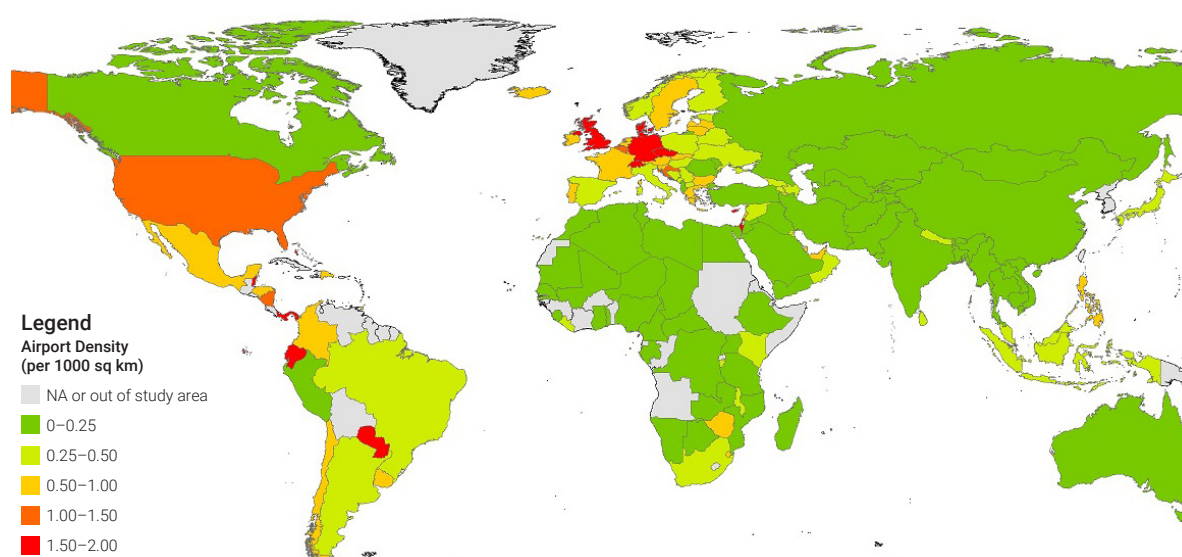 Legend
Airport Density
(per 1000 sq km)
NA or out of study area
0–0.25
0.25–0.50
0.50–1.00
1.00–1.50
1.50–2.00